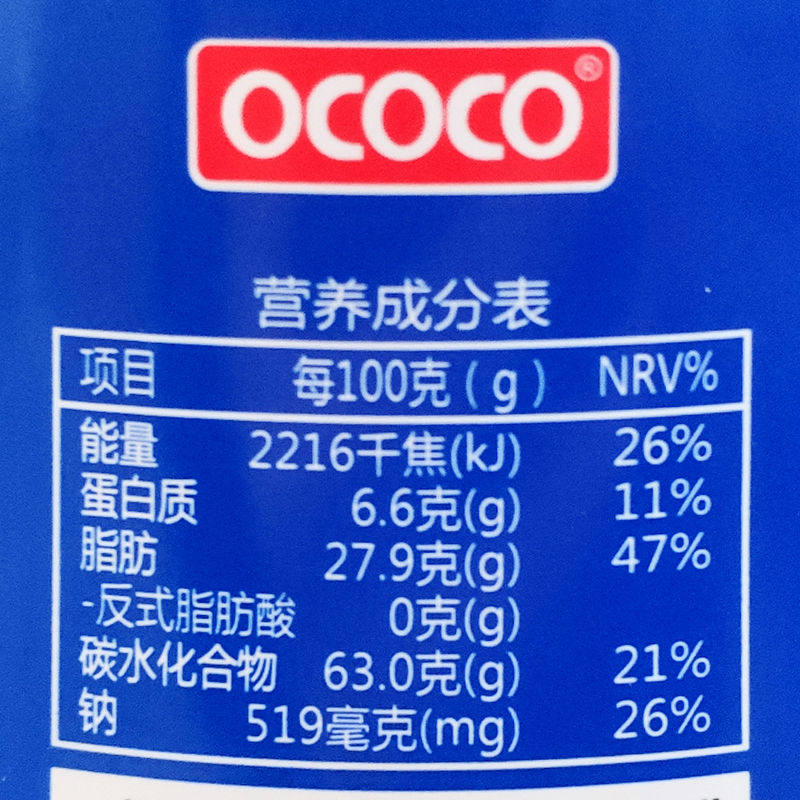 OCOCO®
营养成分表
项目 每100克(g) NRV%
能量 2216千焦(kJ) 26%
蛋白质 6.6克(g) 11%
脂肪 27.9克(g) 47%
-反式脂肪酸 0克(g)
碳水化合物 63.0克(g) 21%
钠 519毫克(mg) 26%